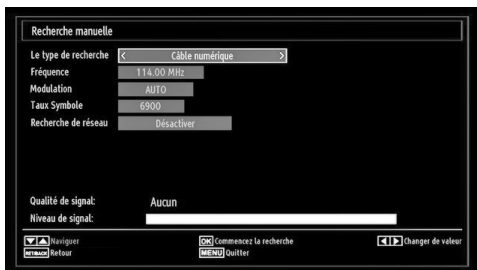 Recherche manuelle
Le type de recherche < Câble numérique >
Fréquence 114.00 MHz
Modulation AUTO
Taux Symbole 6900
Recherche de réseau Désactiver
Qualité de signal: Aucun
Niveau de signal:
Naviguer OK Commencez la recherche Changer de valeur
RET/BACK Retour MENU Quitter